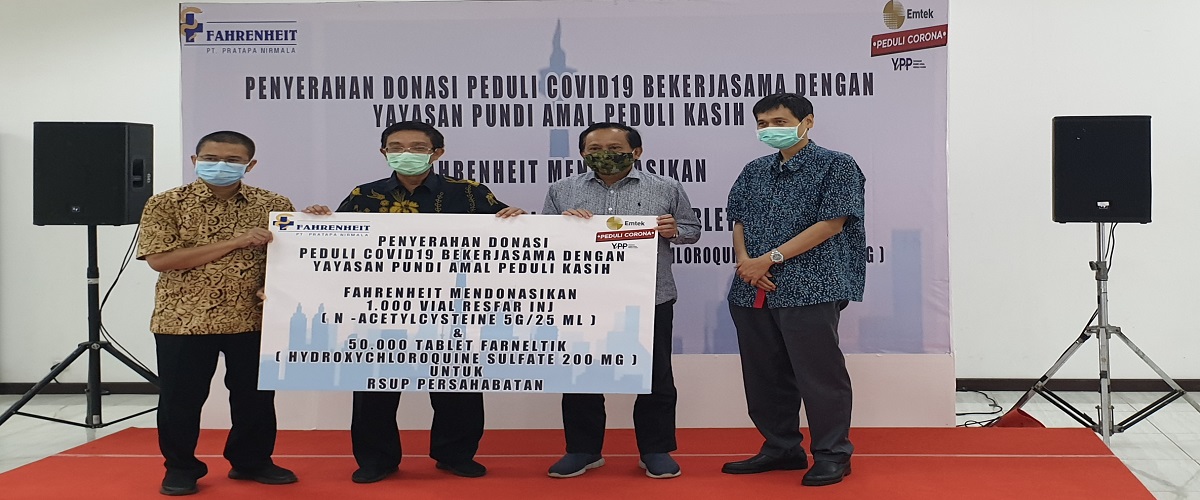 FAHRENHEIT
PT. PRATAPA NIRMALA
Emtek
PEDULI CORONA
YPP
PENYERAHAN DONASI PEDULI COVID19 BEKERJASAMA DENGAN
YAYASAN PUNDI AMAL PEDULI KASIH
FAHRENHEIT MENDONASIKAN
HLOROQUI
G )
FAHRENHEIT
PT. PRATAPA NIRMALA
Emtek
PEDULI CORONA
YPP
PENYERAHAN DONASI
PEDULI COVID19 BEKERJASAMA DENGAN
YAYASAN PUNDI AMAL PEDULI KASIH
FAHRENHEIT MENDONASIKAN
1.000 VIAL RESFAR INJ
( N -ACETYLCYSTEINE 5G/25 ML )
&
50.000 TABLET FARNELTIK
( HYDROXYCHLOROQUINE SULFATE 200 MG )
UNTUK
RSUP PERSAHABATAN